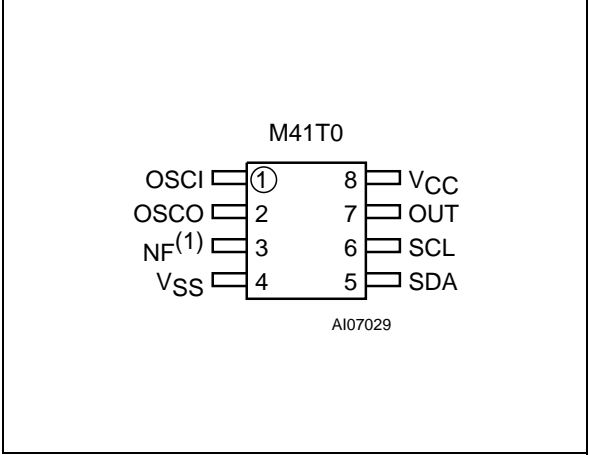 M41T0
OSCI 1 8 VCC
OSCO 2 7 OUT
NF(1) 3 6 SCL
VSS 4 5 SDA
AI07029